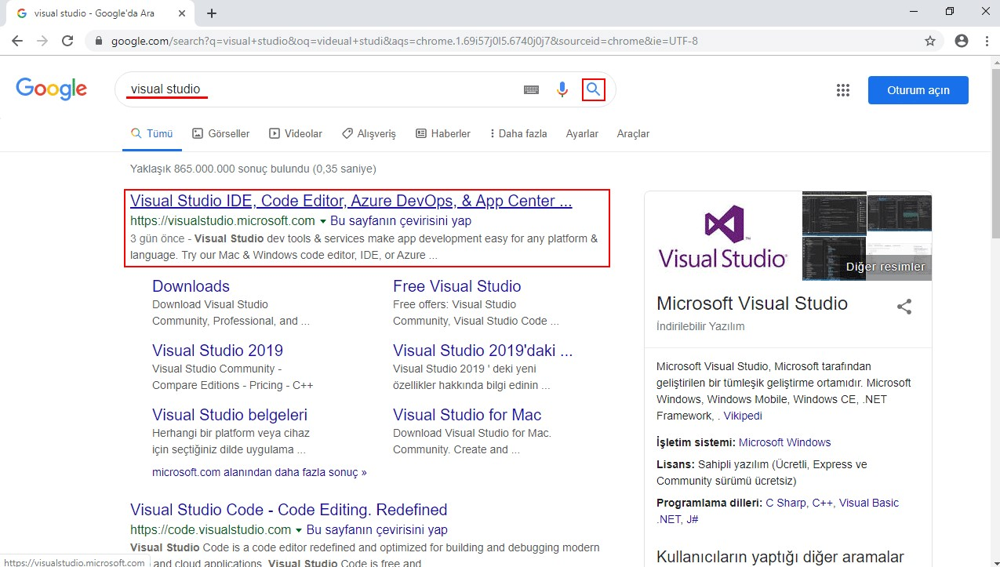 visual studio - Google'da Ara
google.com/search?q=visual+studio&oq=videual+studi&aqs=chrome.1.69i57j0l5.6740j0j7&sourceid=chrome&ie=UTF-8
Google
visual studio
Oturum açın
Tümü Görseller Videolar Alışveriş Haberler Daha fazla Ayarlar Araçlar
Yaklaşık 865.000.000 sonuç bulundu (0,35 saniye)
Visual Studio IDE, Code Editor, Azure DevOps, & App Center ...
https://visualstudio.microsoft.com Bu sayfanın çevirisini yap
3 gün önce - Visual Studio dev tools & services make app development easy for any platform &
language. Try our Mac & Windows code editor, IDE, or Azure ...
Downloads
Download Visual Studio
Community, Professional, and ...
Free Visual Studio
Free offers: Visual Studio
Community, Visual Studio Code ...
Visual Studio 2019
Visual Studio Community -
Compare Editions - Pricing - C++
Visual Studio 2019'daki ...
Visual Studio 2019 ' deki yeni
özellikler hakkında bilgi edinin ...
Visual Studio belgeleri
Herhangi bir platform veya cihaz
için seçtiğiniz dilde uygulama ...
Visual Studio for Mac
Download Visual Studio for Mac.
Community. Create and ...
microsoft.com alanından daha fazla sonuç »
Visual Studio Code - Code Editing. Redefined
https://code.visualstudio.com Bu sayfanın çevirisini yap
Visual Studio Code is a code editor redefined and optimized for building and debugging modern
and cloud applications. Visual Studio Code is free and
https://visualstudio.microsoft.com
Visual Studio
Diğer resimler
Microsoft Visual Studio
İndirilebilir Yazılım
Microsoft Visual Studio, Microsoft tarafından
geliştirilen bir tümleşik geliştirme ortamıdır. Microsoft
Windows, Windows Mobile, Windows CE, .NET
Framework, . Vikipedi
İşletim sistemi: Microsoft Windows
Lisans: Sahipli yazılım (Ücretli, Express ve
Community sürümü ücretsiz)
Programlama dilleri: C Sharp, C++, Visual Basic
.NET, J#
Kullanıcıların yaptığı diğer aramalar